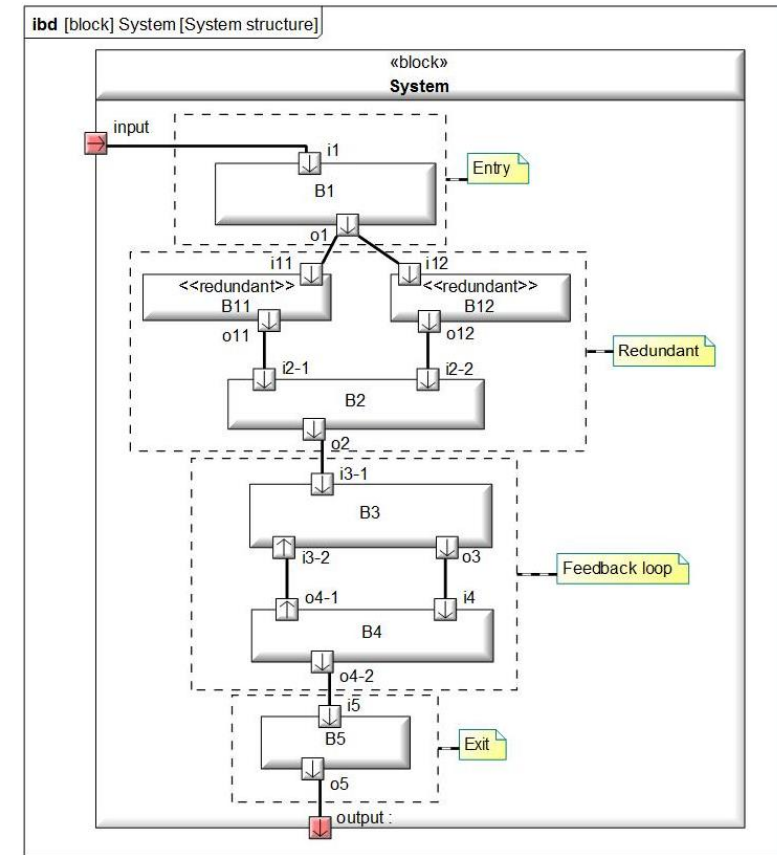 ibd [block] System [System structure]
«block»
System
input
i1
Entry
B1
o1
i11
i12
<<redundant>>
B11
<<redundant>>
B12
o11
o12
Redundant
i2-1
i2-2
B2
o2
i3-1
B3
i3-2
o3
Feedback loop
o4-1
i4
B4
o4-2
i5
B5
Exit
o5
output :